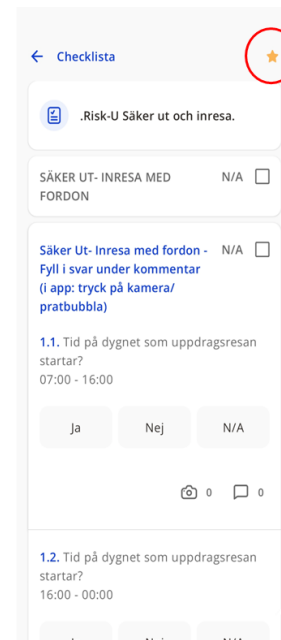 Checklista
.Risk-U Säker ut och inresa.
SÄKER UT- INRESA MED
FORDON
N/A
Säker Ut- Inresa med fordon -
Fyll i svar under kommentar
(i app: tryck på kamera/
pratbubbla)
N/A
1.1. Tid på dygnet som uppdragsresan
startar?
07:00 - 16:00
Ja Nej N/A
0 0
1.2. Tid på dygnet som uppdragsresan
startar?
16:00 - 00:00